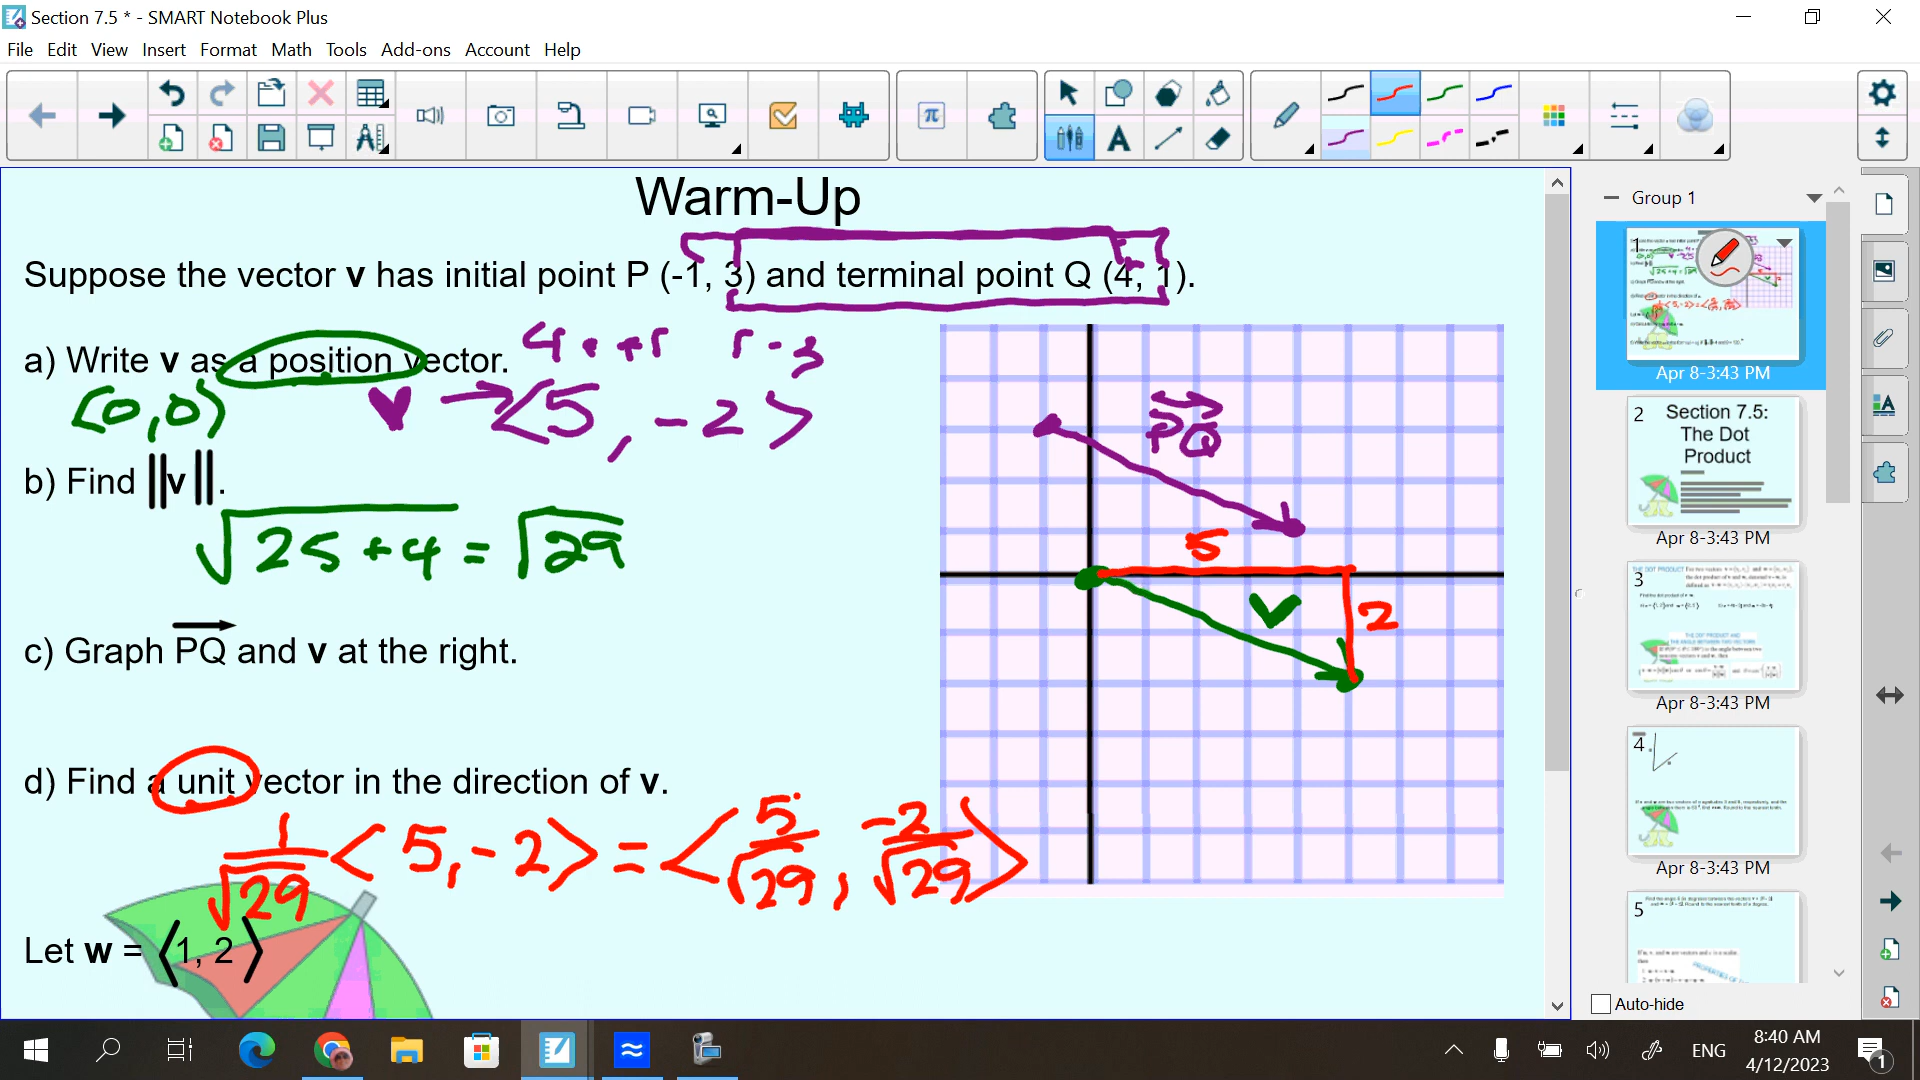 Section 7.5 * - SMART Notebook Plus
File Edit View Insert Format Math Tools Add-ons Account Help
Warm-Up
Suppose the vector v has initial point P (-1, 3) and terminal point Q (4, 1).
a) Write v as a position vector.
(0,0)
v → <5, -2>
b) Find ||v||.
√25+4 = √29
c) Graph PQ and v at the right.
d) Find a unit vector in the direction of v.
1/√29 <5, -2> = <5/√29, -2/√29>
Let w = ⟨1, 2⟩
PQ
5
v
2
Group 1
1
Apr 8-3:43 PM
2
Section 7.5:
The Dot
Product
Apr 8-3:43 PM
3
THE DOT PRODUCT
Apr 8-3:43 PM
4
Apr 8-3:43 PM
5
Auto-hide
ENG
8:40 AM
4/12/2023
1